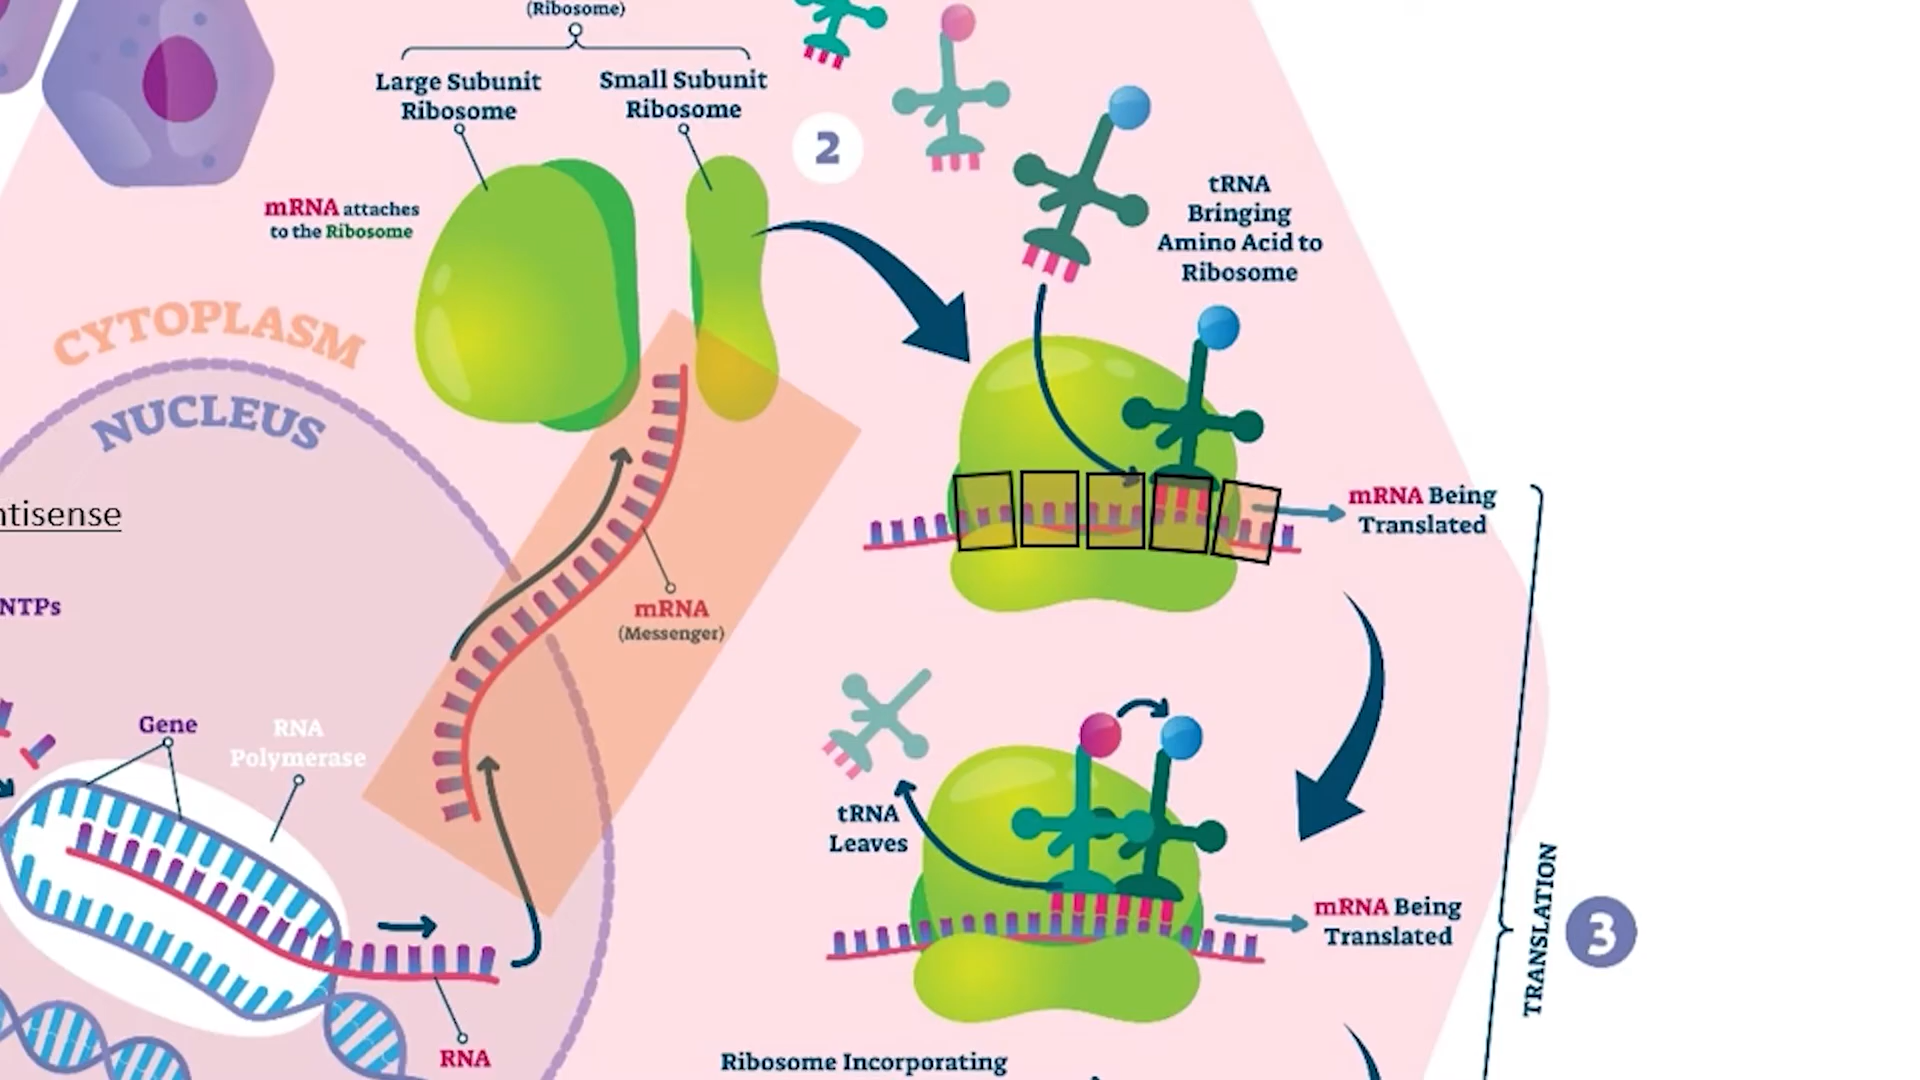 (Ribosome)
Large Subunit
Ribosome
Small Subunit
Ribosome
2
mRNA attaches
to the Ribosome
tRNA
Bringing
Amino Acid to
Ribosome
CYTOPLASM
NUCLEUS
ntisense
mRNA Being
Translated
NTPs
mRNA
(Messenger)
Gene
RNA
Polymerase
tRNA
Leaves
mRNA Being
Translated
TRANSLATION
3
RNA
Ribosome Incorporating